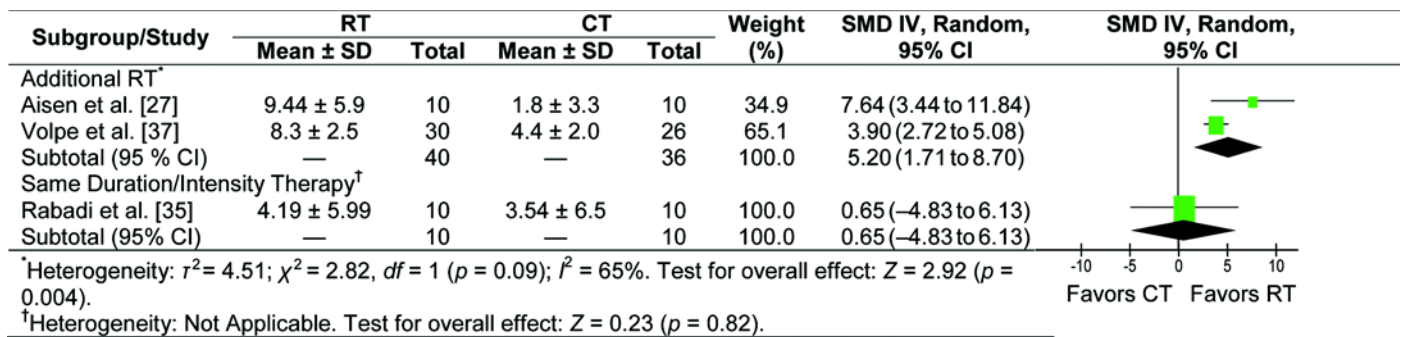 Subgroup/Study RT CT Weight (%) SMD IV, Random, 95% CI SMD IV, Random, 95% CI
Mean ± SD Total Mean ± SD Total
Additional RT*
Aisen et al. [27] 9.44 ± 5.9 10 1.8 ± 3.3 10 34.9 7.64 (3.44 to 11.84)
Volpe et al. [37] 8.3 ± 2.5 30 4.4 ± 2.0 26 65.1 3.90 (2.72 to 5.08)
Subtotal (95 % CI) — 40 — 36 100.0 5.20 (1.71 to 8.70)
Same Duration/Intensity Therapy†
Rabadi et al. [35] 4.19 ± 5.99 10 3.54 ± 6.5 10 100.0 0.65 (–4.83 to 6.13)
Subtotal (95% CI) — 10 — 10 100.0 0.65 (–4.83 to 6.13)
-10 -5 0 5 10
Favors CT Favors RT
*Heterogeneity: τ² = 4.51; χ² = 2.82, df = 1 (p = 0.09); I² = 65%. Test for overall effect: Z = 2.92 (p =
0.004).
†Heterogeneity: Not Applicable. Test for overall effect: Z = 0.23 (p = 0.82).